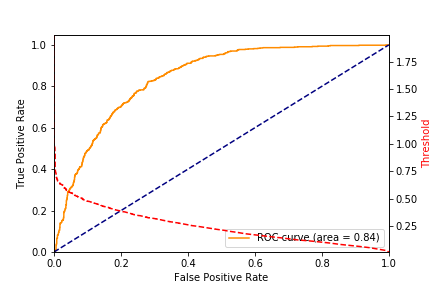 1.0
0.8
0.6
0.4
0.2
0.0
True Positive Rate
1.75
1.50
1.25
1.00
0.75
0.50
0.25
Threshold
ROC curve (area = 0.84)
0.0 0.2 0.4 0.6 0.8 1.0
False Positive Rate